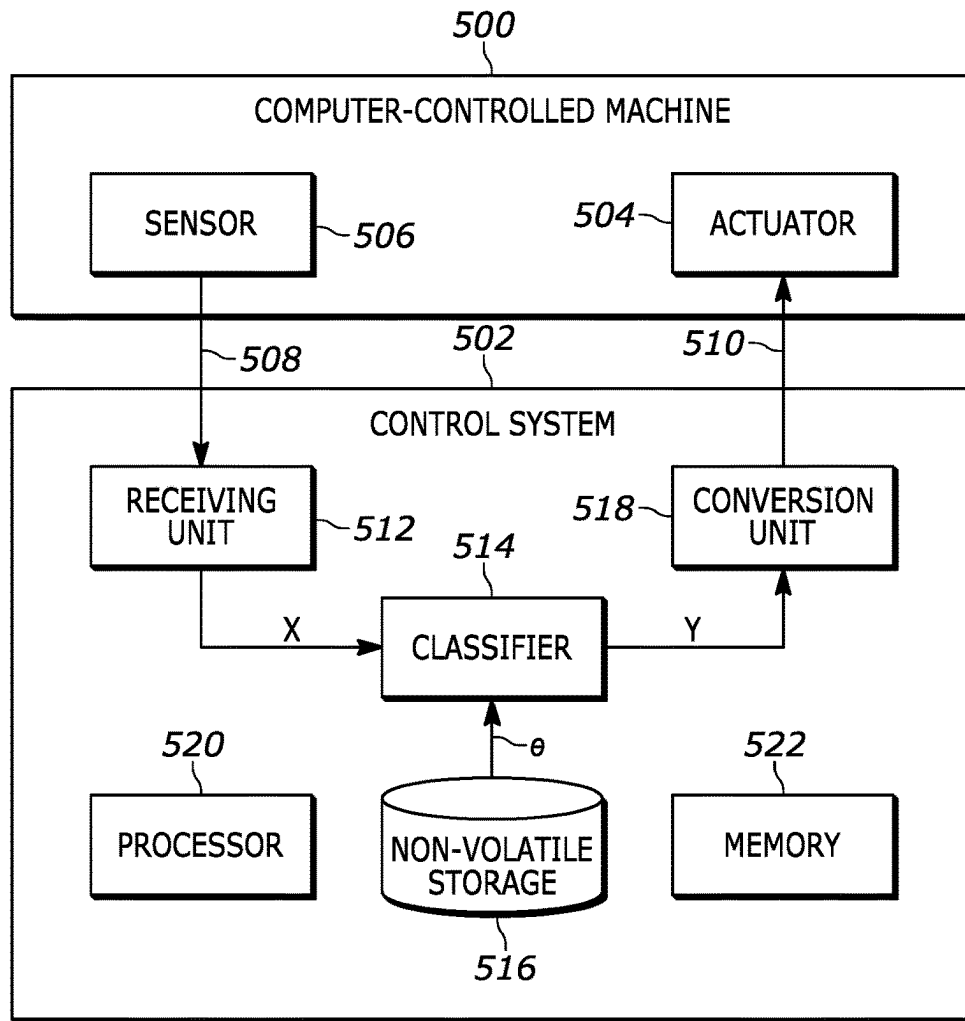 500
COMPUTER-CONTROLLED MACHINE
SENSOR
506
504
ACTUATOR
508
502
510
CONTROL SYSTEM
RECEIVING
UNIT
512
518
CONVERSION
UNIT
514
X
CLASSIFIER
Y
θ
520
522
PROCESSOR
NON-VOLATILE
STORAGE
MEMORY
516